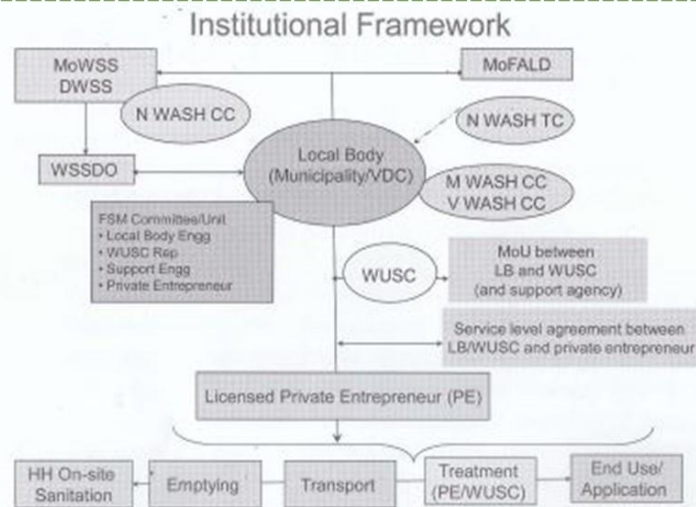 Institutional Framework
MoWSS
DWSS
MoFALD
N WASH CC
N WASH TC
WSSDO
Local Body
(Municipality/VDC)
M WASH CC
V WASH CC
FSM Committee/Unit
• Local Body Engg
• WUSC Rep
• Support Engg
• Private Entrepreneur
WUSC
MoU between
LB and WUSC
(and support agency)
Service level agreement between
LB/WUSC and private entrepreneur
Licensed Private Entrepreneur (PE)
HH On-site
Sanitation
Emptying
Transport
Treatment
(PE/WUSC)
End Use/
Application